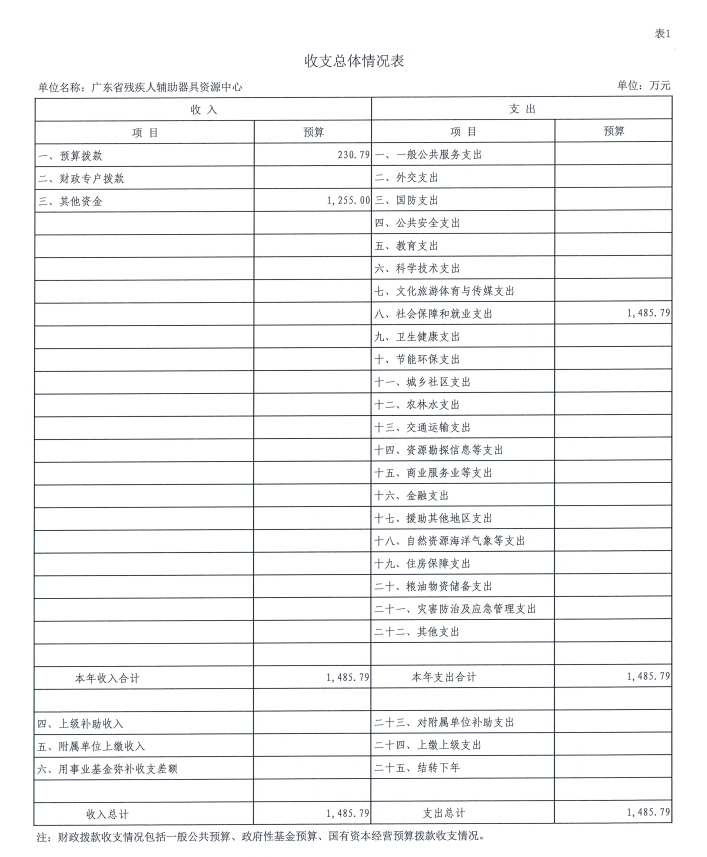 表1
收支总体情况表
单位名称：广东省残疾人辅助器具资源中心 单位：万元
收 入 支 出
项 目 预算 项 目 预算
一、预算拨款 230.79 一、一般公共服务支出
二、财政专户拨款 二、外交支出
三、其他资金 1,255.00 三、国防支出
四、公共安全支出
五、教育支出
六、科学技术支出
七、文化旅游体育与传媒支出
八、社会保障和就业支出 1,485.79
九、卫生健康支出
十、节能环保支出
十一、城乡社区支出
十二、农林水支出
十三、交通运输支出
十四、资源勘探信息等支出
十五、商业服务业等支出
十六、金融支出
十七、援助其他地区支出
十八、自然资源海洋气象等支出
十九、住房保障支出
二十、粮油物资储备支出
二十一、灾害防治及应急管理支出
二十二、其他支出
本年收入合计 1,485.79 本年支出合计 1,485.79
四、上级补助收入 二十三、对附属单位补助支出
五、附属单位上缴收入 二十四、上缴上级支出
六、用事业基金弥补收支差额 二十五、结转下年
收入总计 1,485.79 支出总计 1,485.79
注：财政拨款收支情况包括一般公共预算、政府性基金预算、国有资本经营预算拨款收支情况。